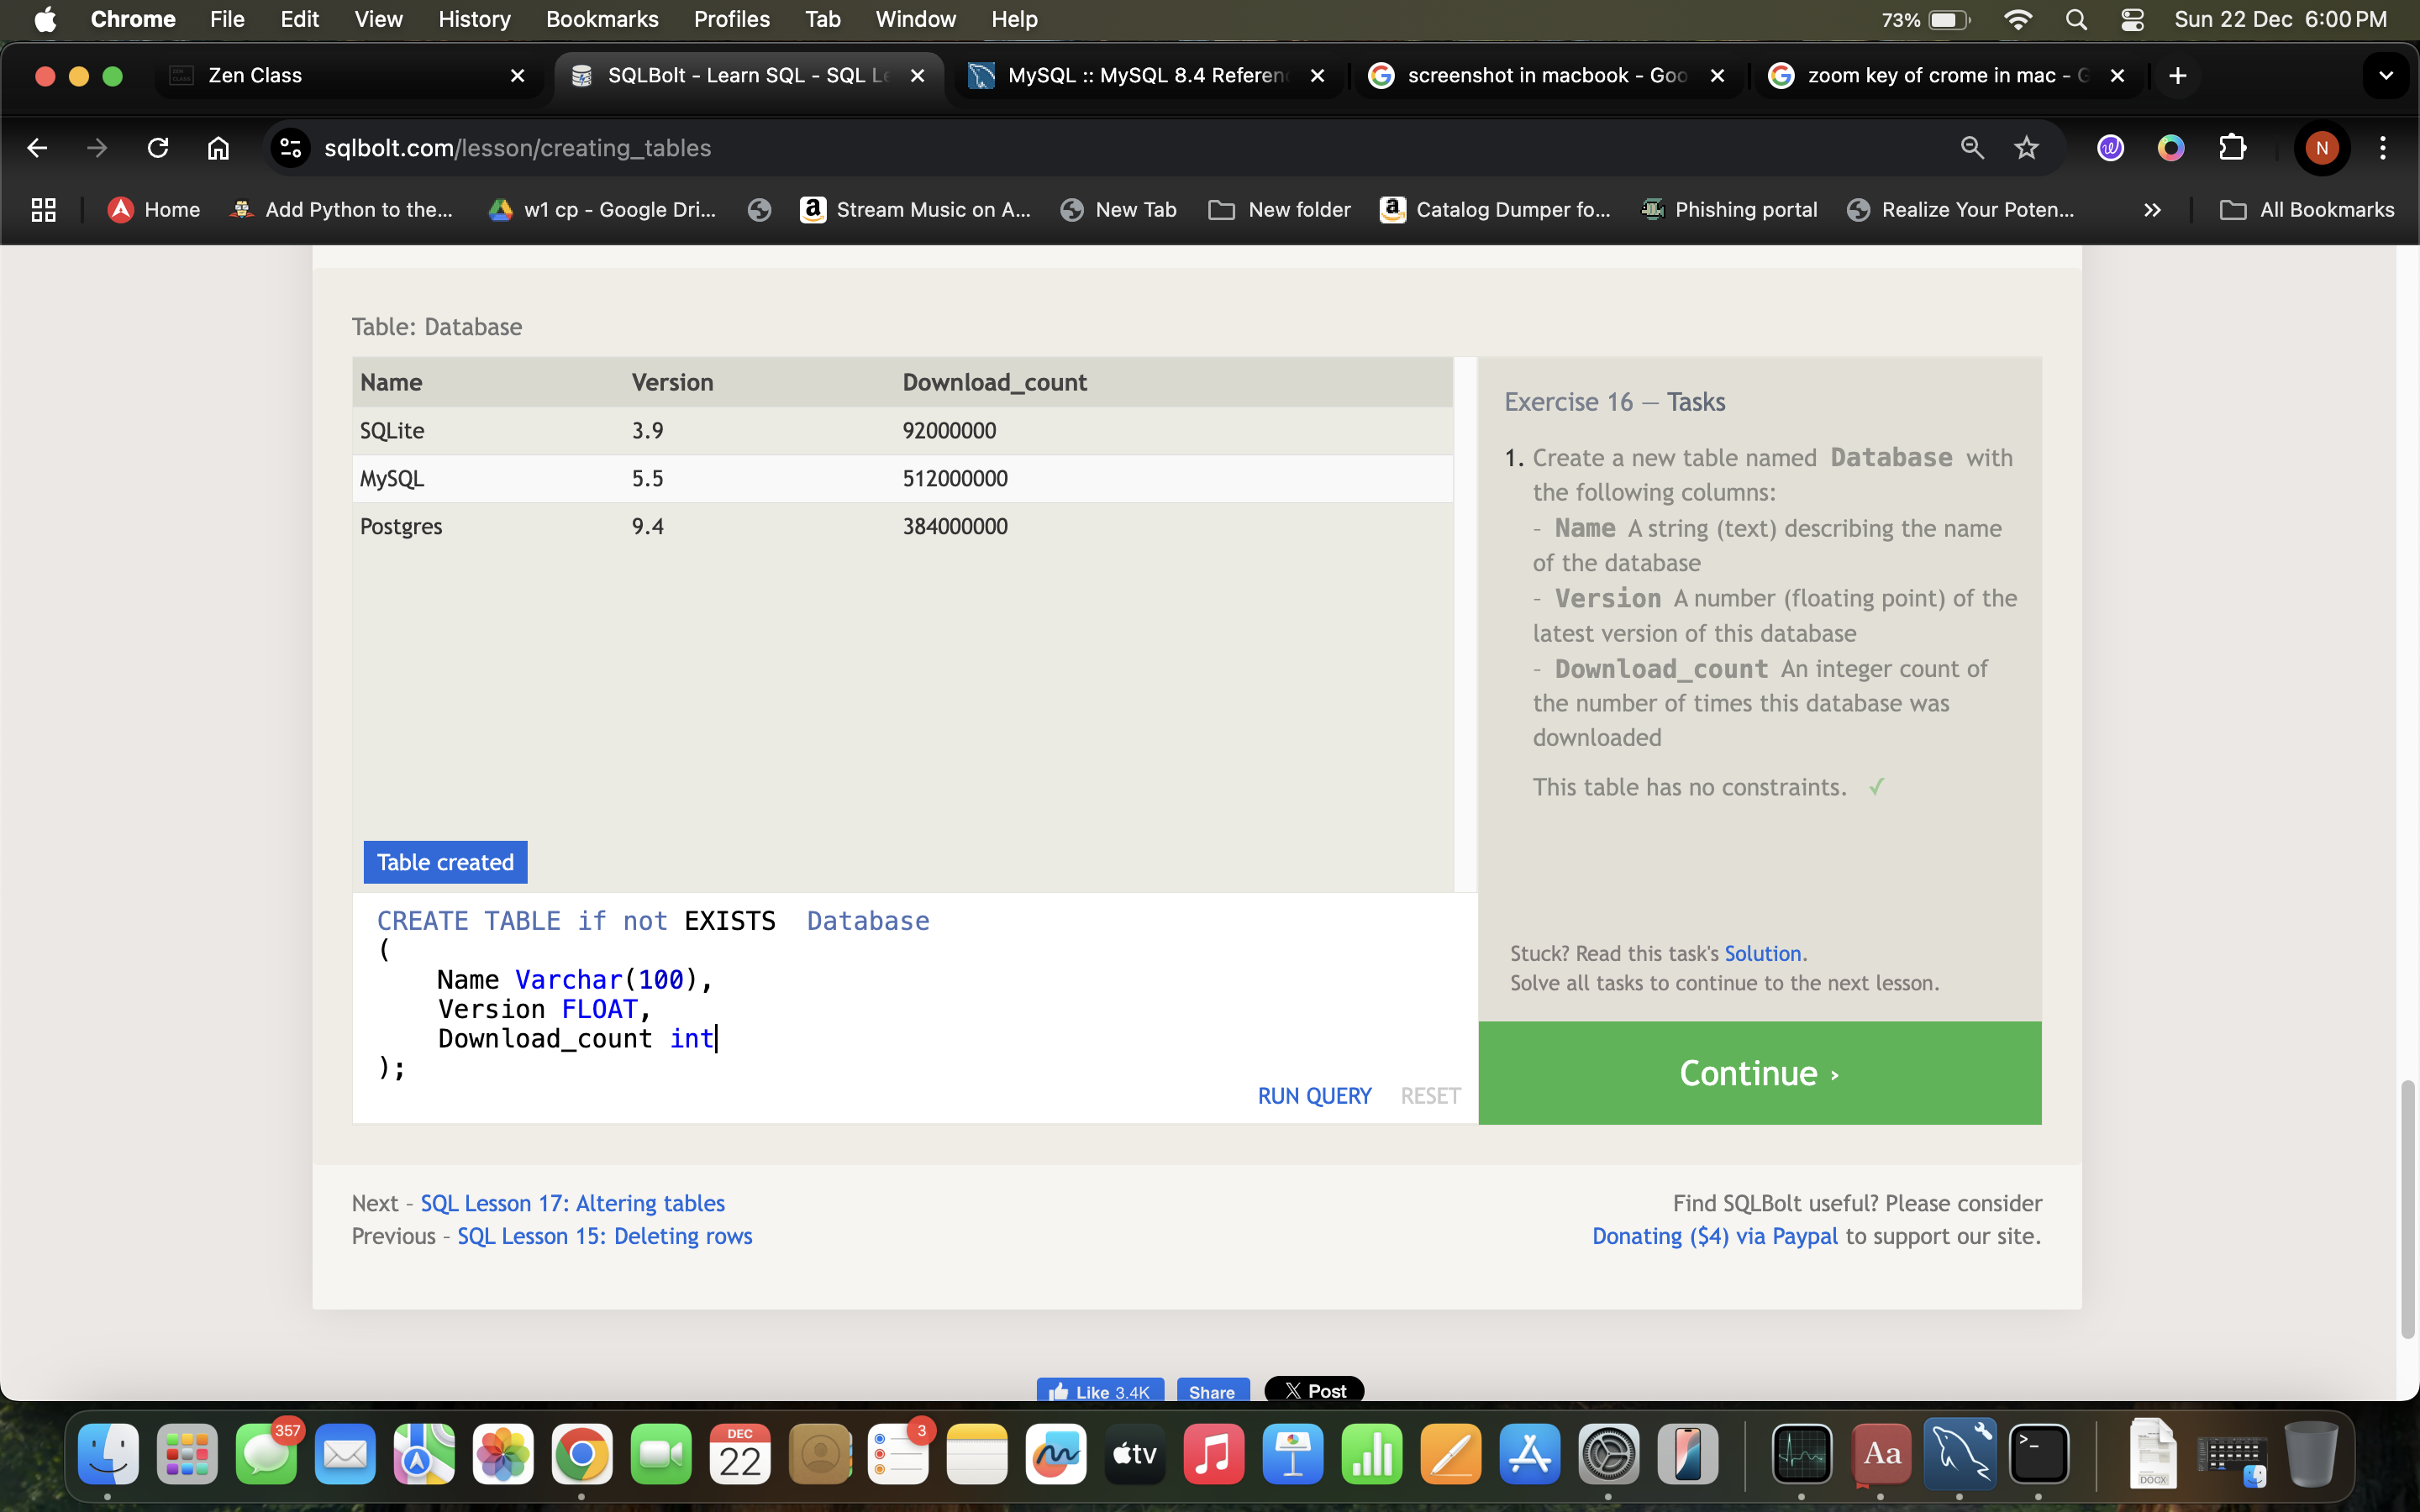 Chrome File Edit View History Bookmarks Profiles Tab Window Help 73% Sun 22 Dec 6:00 PM
Zen Class SQLBolt - Learn SQL - SQL Le MySQL :: MySQL 8.4 Referen screenshot in macbook - Goo zoom key of crome in mac - G
sqlbolt.com/lesson/creating_tables N
Home Add Python to the... w1 cp - Google Dri... Stream Music on A... New Tab New folder Catalog Dumper fo... Phishing portal Realize Your Poten... All Bookmarks
Table: Database
Name Version Download_count
SQLite 3.9 92000000
MySQL 5.5 512000000
Postgres 9.4 384000000
Table created
CREATE TABLE if not EXISTS  Database
(
    Name Varchar(100),
    Version FLOAT,
    Download_count int
);
RUN QUERY RESET
Exercise 16 — Tasks
1. Create a new table named Database with
the following columns:
- Name A string (text) describing the name
of the database
- Version A number (floating point) of the
latest version of this database
- Download_count An integer count of
the number of times this database was
downloaded
This table has no constraints. ✓
Stuck? Read this task's Solution.
Solve all tasks to continue to the next lesson.
Continue ›
Next - SQL Lesson 17: Altering tables
Previous - SQL Lesson 15: Deleting rows
Find SQLBolt useful? Please consider
Donating ($4) via Paypal to support our site.
Like 3.4K Share X Post
357 DEC 22 3 tv Aa >_ DOCX